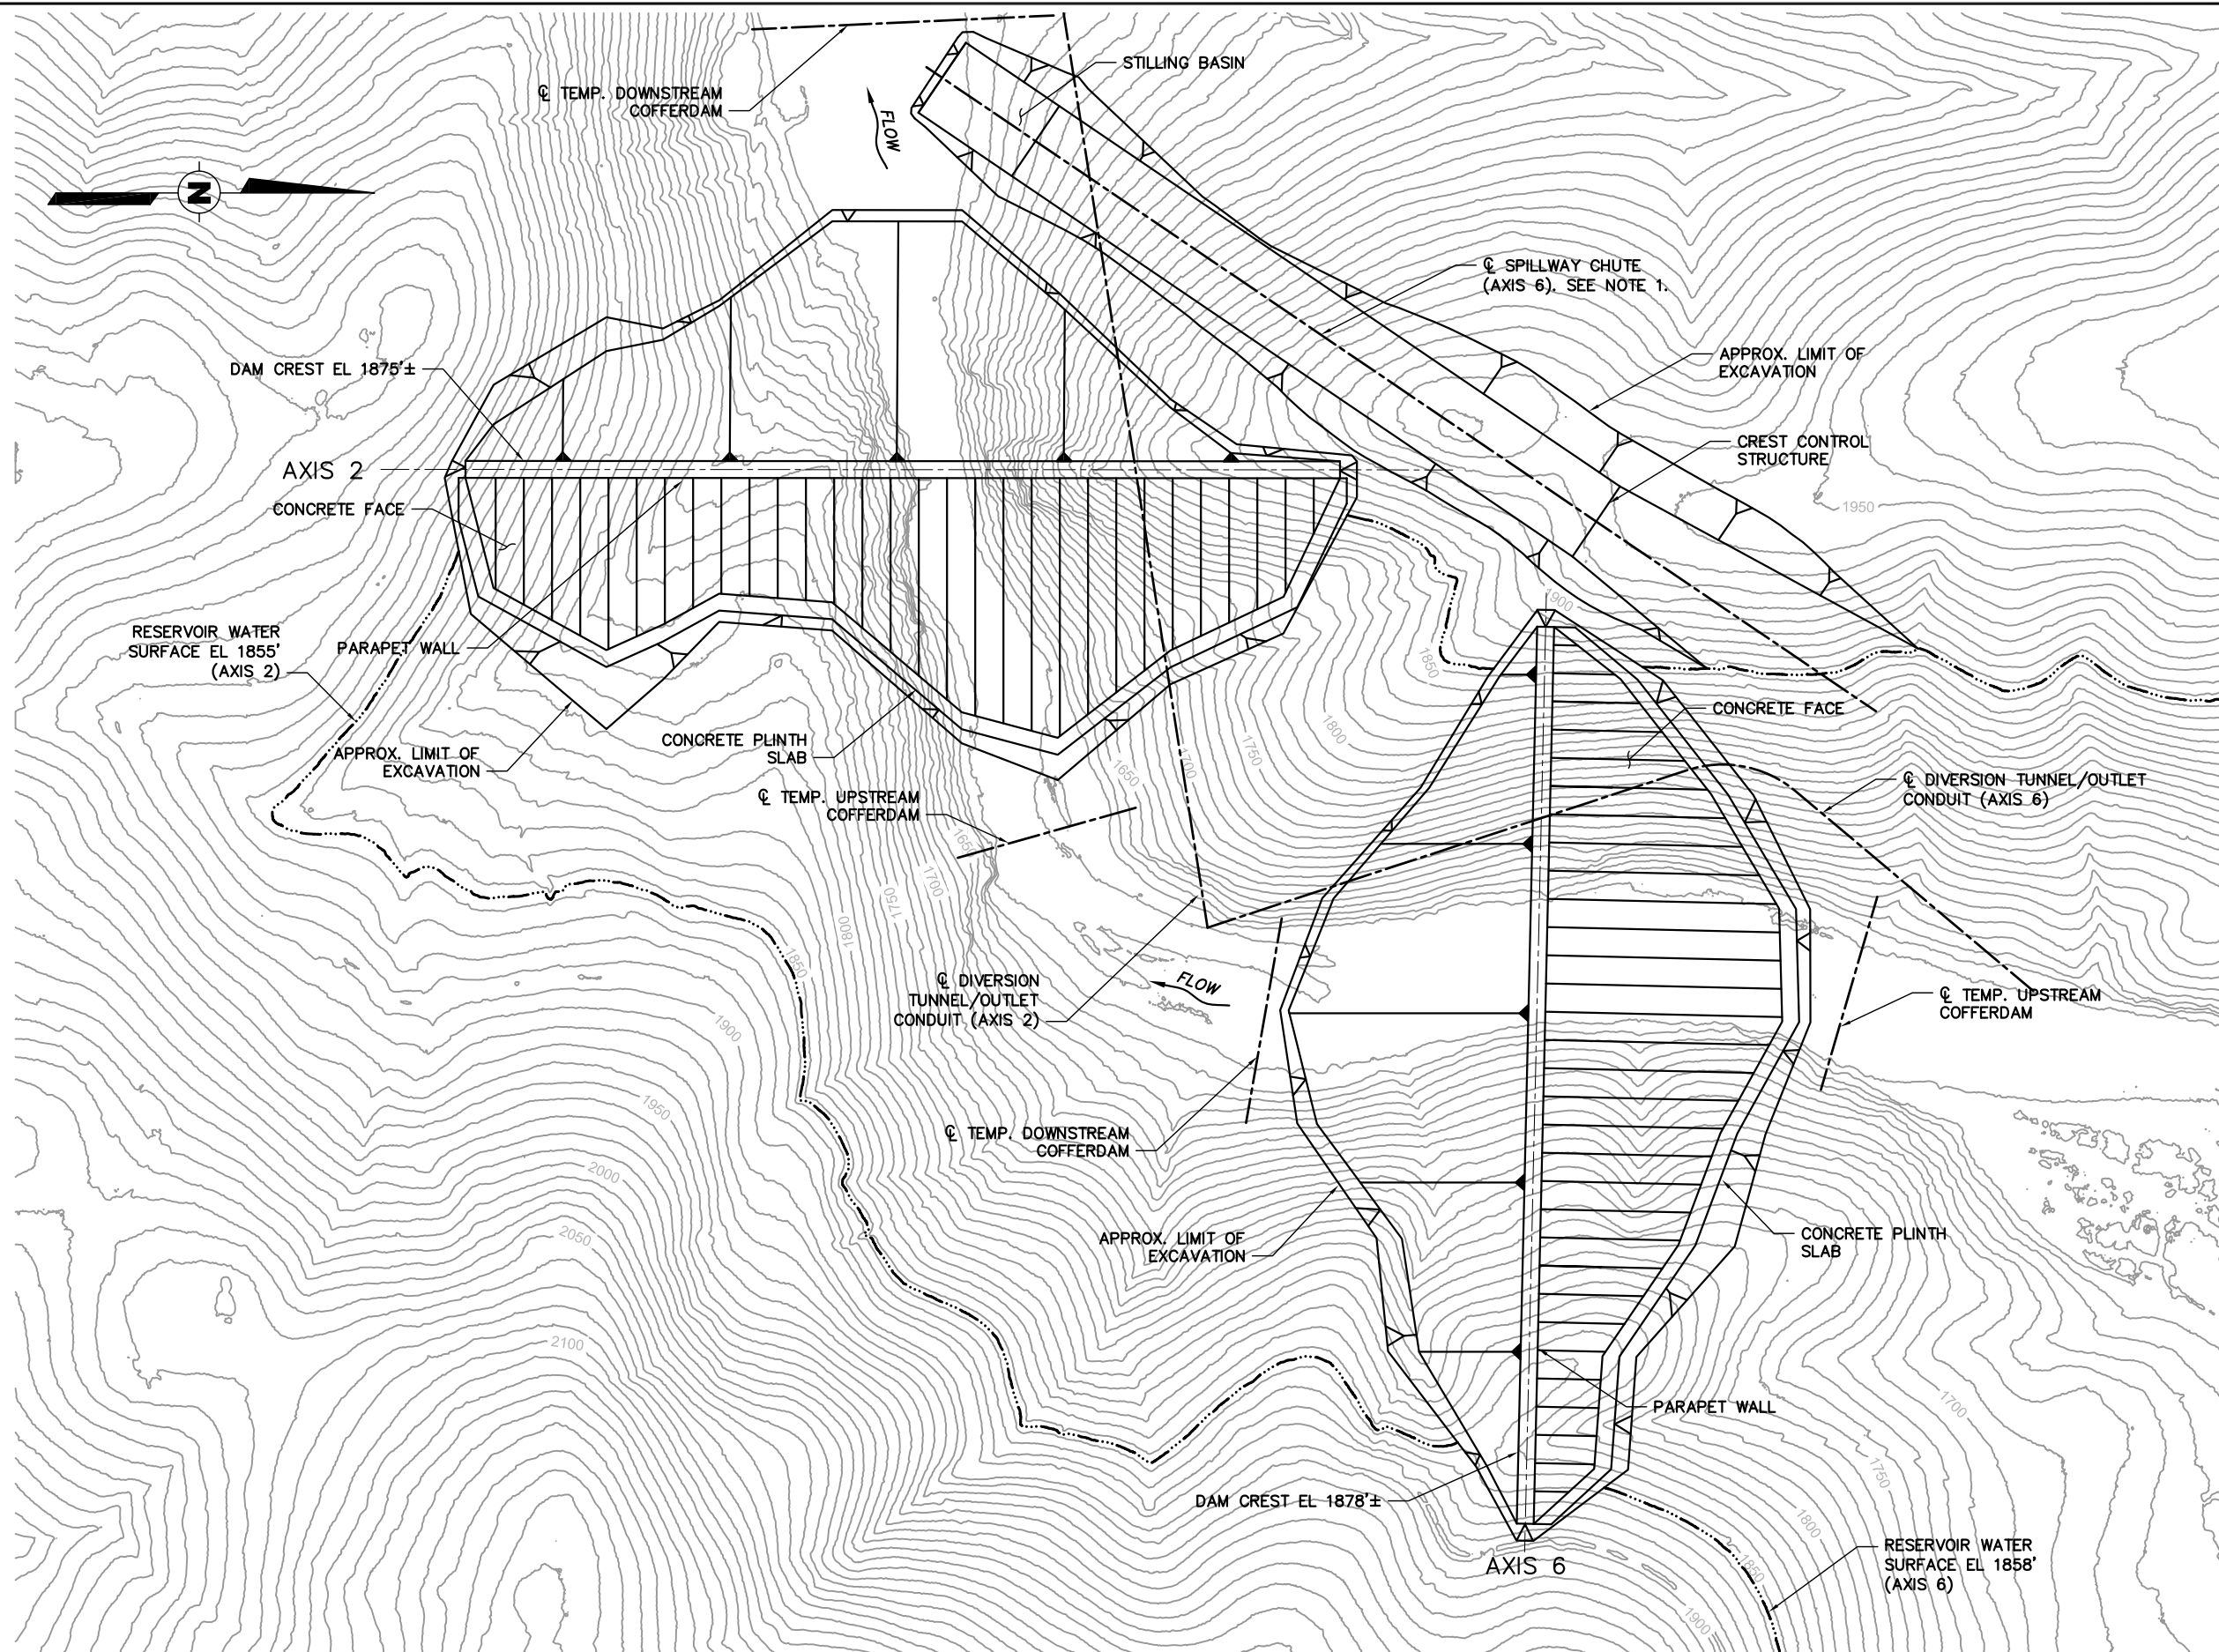 STILLING BASIN
℄ TEMP. DOWNSTREAM
COFFERDAM
FLOW
N
℄ SPILLWAY CHUTE
(AXIS 6). SEE NOTE 1.
APPROX. LIMIT OF
EXCAVATION
DAM CREST EL 1875'±
CREST CONTROL
STRUCTURE
AXIS 2
CONCRETE FACE
1950
1900
RESERVOIR WATER
SURFACE EL 1855'
(AXIS 2)
PARAPET WALL
1850
CONCRETE FACE
1800
1750
1700
1650
CONCRETE PLINTH
SLAB
APPROX. LIMIT OF
EXCAVATION
℄ DIVERSION TUNNEL/OUTLET
CONDUIT (AXIS 6)
℄ TEMP. UPSTREAM
COFFERDAM
1650
1700
1750
1800
1850
℄ DIVERSION
TUNNEL/OUTLET
CONDUIT (AXIS 2)
FLOW
℄ TEMP. UPSTREAM
COFFERDAM
1900
1950
℄ TEMP. DOWNSTREAM
COFFERDAM
2000
2050
APPROX. LIMIT OF
EXCAVATION
CONCRETE PLINTH
SLAB
2100
PARAPET WALL
1700
1750
DAM CREST EL 1878'±
1800
1850
AXIS 6
RESERVOIR WATER
SURFACE EL 1858'
(AXIS 6)
1900